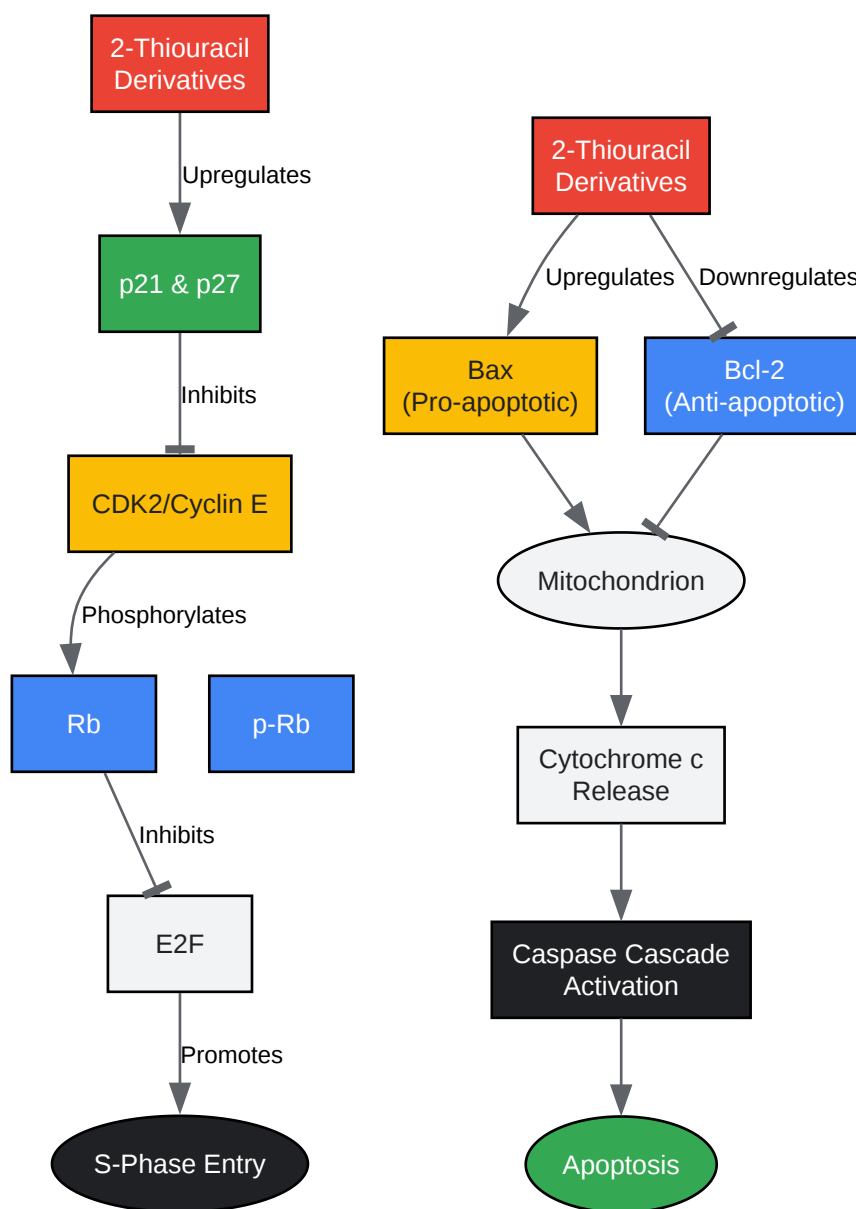 2-Thiouracil
Derivatives
Upregulates
p21 & p27
Inhibits
CDK2/Cyclin E
Phosphorylates
Rb
p-Rb
Inhibits
E2F
Promotes
S-Phase Entry
2-Thiouracil
Derivatives
Upregulates
Downregulates
Bax
(Pro-apoptotic)
Bcl-2
(Anti-apoptotic)
Mitochondrion
Cytochrome c
Release
Caspase Cascade
Activation
Apoptosis